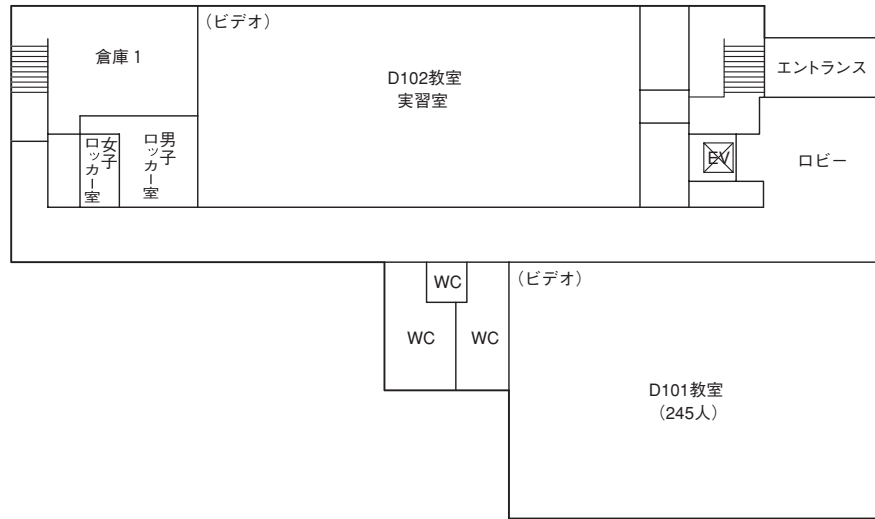 （ビデオ）
倉庫 1
D102教室
実習室
エントランス
女子
ロッカー室
男子
ロッカー室
EV
ロビー
WC
（ビデオ）
WC
WC
D101教室
（245人）